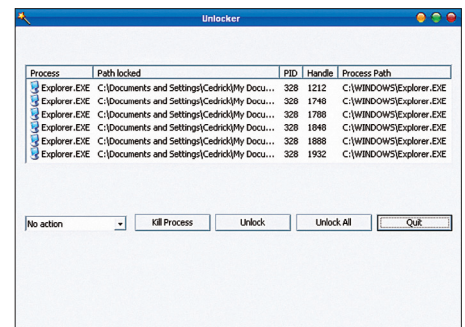 Unlocker
Process Path locked PID Handle Process Path
Explorer.EXE C:\Documents and Settings\Cedrick\My Docu... 328 1212 C:\WINDOWS\Explorer.EXE
Explorer.EXE C:\Documents and Settings\Cedrick\My Docu... 328 1748 C:\WINDOWS\Explorer.EXE
Explorer.EXE C:\Documents and Settings\Cedrick\My Docu... 328 1788 C:\WINDOWS\Explorer.EXE
Explorer.EXE C:\Documents and Settings\Cedrick\My Docu... 328 1848 C:\WINDOWS\Explorer.EXE
Explorer.EXE C:\Documents and Settings\Cedrick\My Docu... 328 1888 C:\WINDOWS\Explorer.EXE
Explorer.EXE C:\Documents and Settings\Cedrick\My Docu... 328 1932 C:\WINDOWS\Explorer.EXE
No action Kill Process Unlock Unlock All Quit